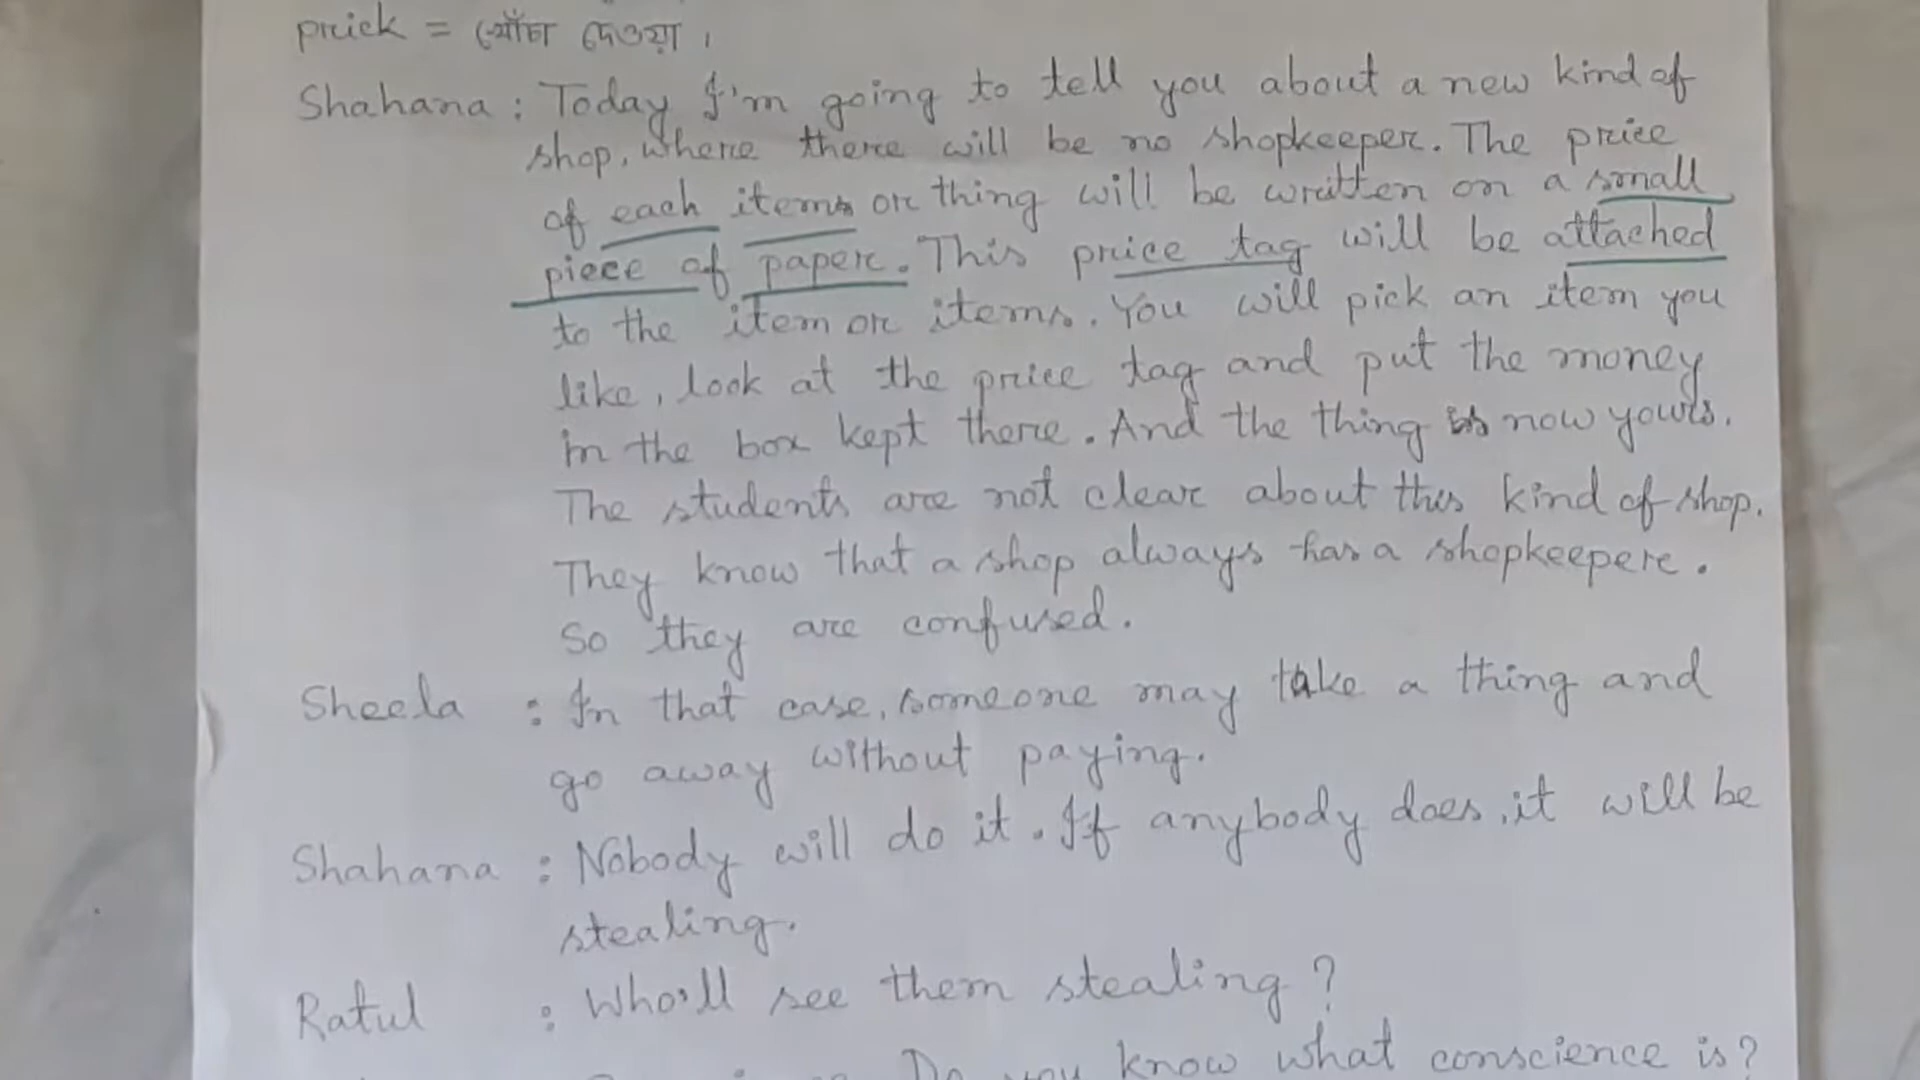 prick = খোঁচা দেওয়া।
Shahana : Today I'm going to tell you about a new kind of
shop, where there will be no shopkeeper. The price
of each items or thing will be written on a small
piece of paper. This price tag will be attached
to the item or items. You will pick an item you
like, look at the price tag and put the money
in the box kept there. And the thing is now yours.
The students are not clear about this kind of shop.
They know that a shop always has a shopkeeper.
So they are confused.
Sheela : In that case, someone may take a thing and
go away without paying.
Shahana : Nobody will do it. If anybody does, it will be
stealing.
Ratul : Who'll see them stealing?
Do you know what conscience is?